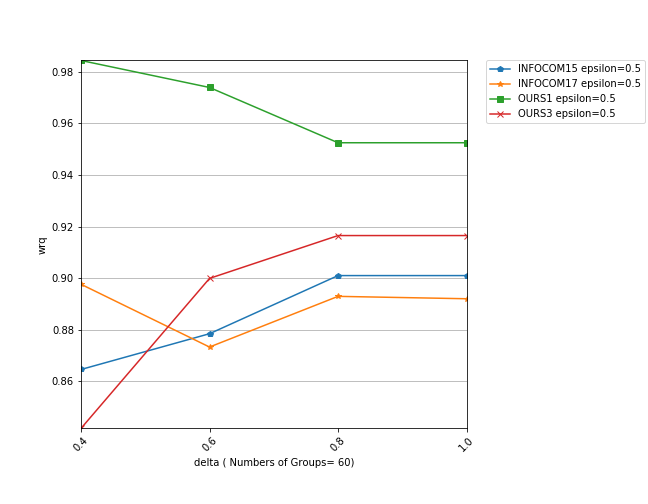 INFOCOM15 epsilon=0.5
INFOCOM17 epsilon=0.5
OURS1 epsilon=0.5
OURS3 epsilon=0.5
0.98
0.96
0.94
0.92
0.90
0.88
0.86
wrq
0.4
0.6
0.8
1.0
delta ( Numbers of Groups= 60)